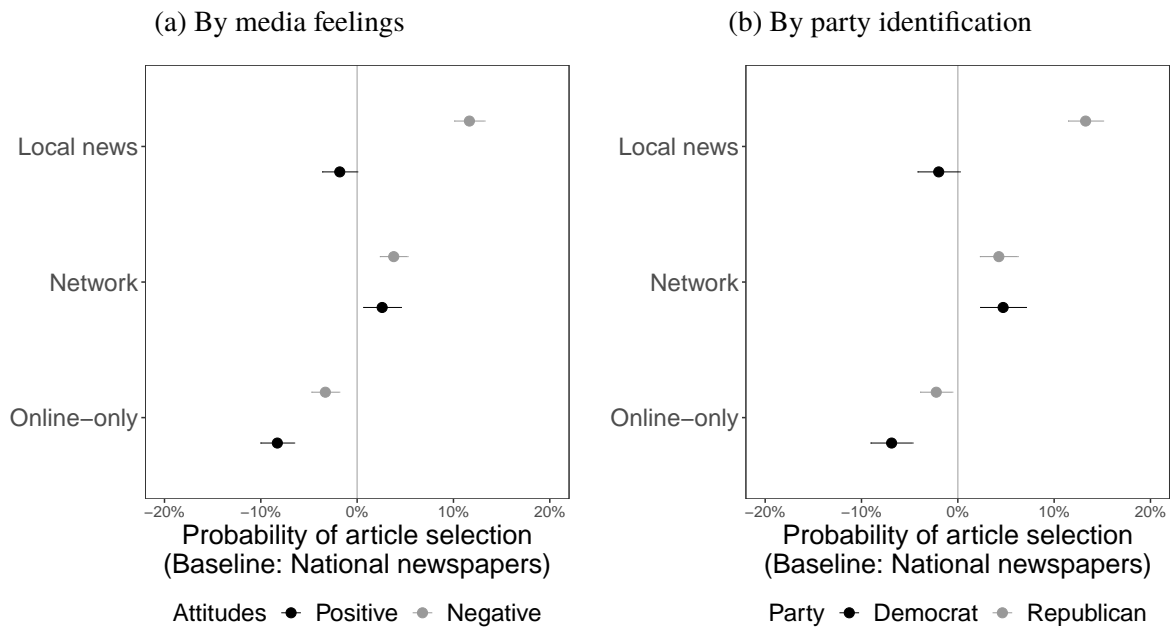 (a) By media feelings
Local news
Network
Online−only
−20% −10% 0% 10% 20%
Probability of article selection
(Baseline: National newspapers)
Attitudes Positive Negative
(b) By party identification
Local news
Network
Online−only
−20% −10% 0% 10% 20%
Probability of article selection
(Baseline: National newspapers)
Party Democrat Republican